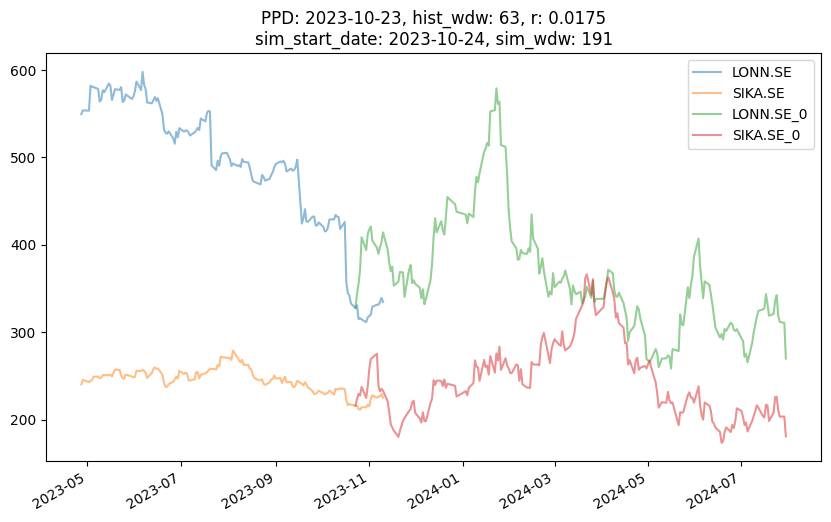 PPD: 2023-10-23, hist_wdw: 63, r: 0.0175
sim_start_date: 2023-10-24, sim_wdw: 191
LONN.SE
SIKA.SE
LONN.SE_0
SIKA.SE_0
600
500
400
300
200
2023-05
2023-07
2023-09
2023-11
2024-01
2024-03
2024-05
2024-07